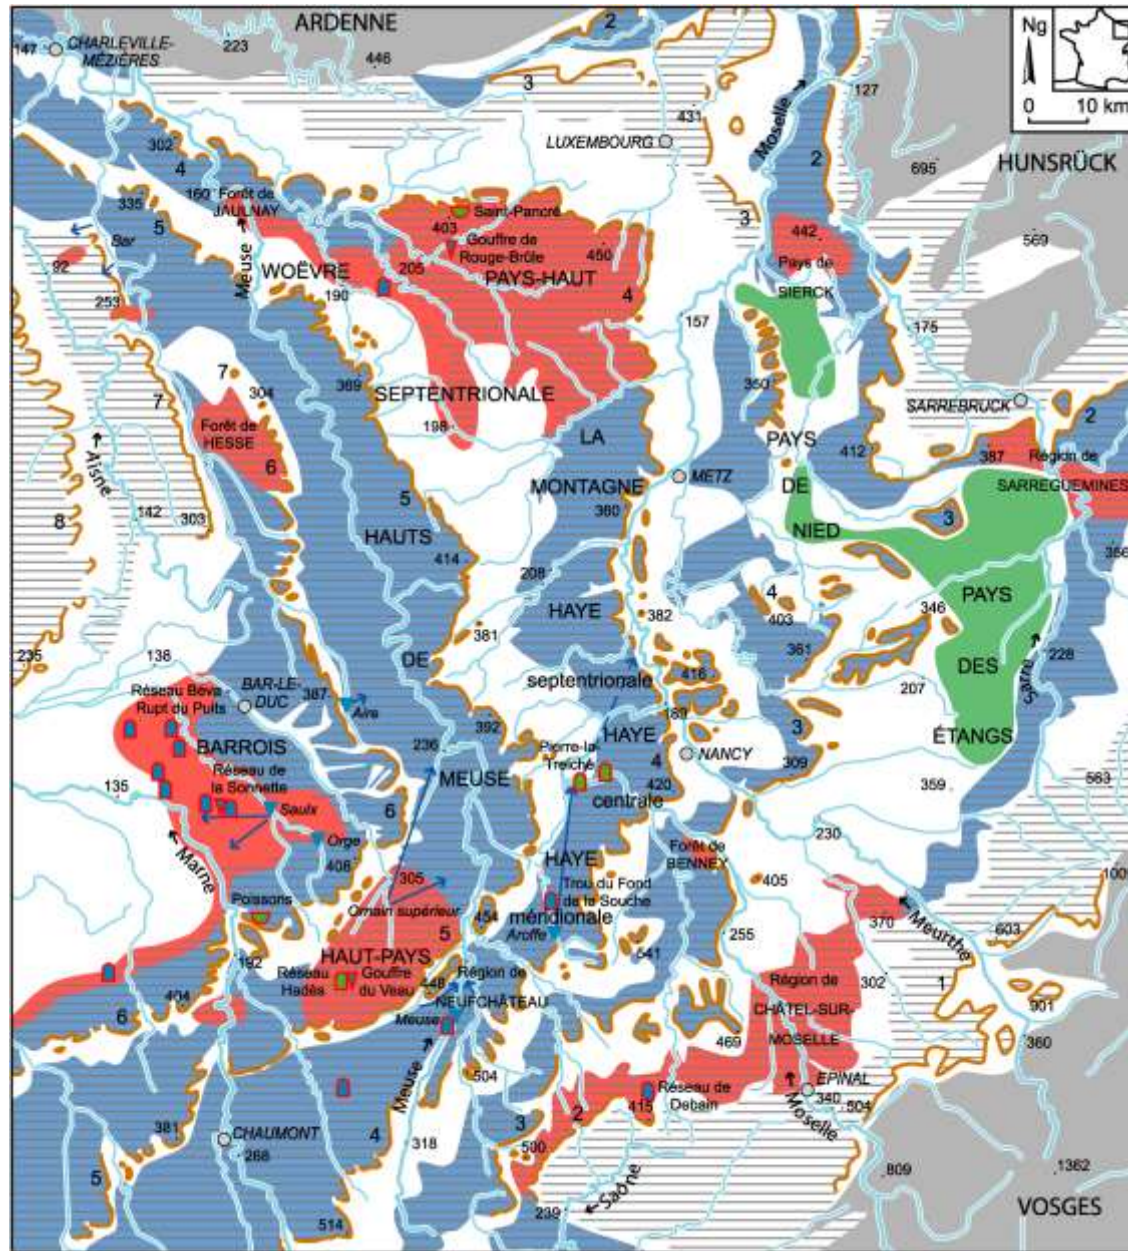 ARDENNE
2
147
CHARLEVILLE-
MÉZIÈRES
223
446
3
Ng
0 10 km
127
431
LUXEMBOURG
Moselle
2
HUNSRÜCK
302
4
695
335
160
Forêt de
JAULNAY
5
Saint-Pancré
403
3
442
569
Bar
Meuse
WOËVRE
205
Gouffre de
Rouge-Brûle
450
92
PAYS-HAUT
Pays de
SIERCK
190
4
253
157
175
7
304
369
350
7
SEPTENTRIONALE
SARREBRUCK
2
Forêt de
HESSE
198
LA
PAYS
412
387
Région de
6
Aisne
METZ
SARREGUEMINES
MONTAGNE
DE
8
142
303
5
360
3
HAUTS
NIED
414
356
208
4
PAYS
HAYE
382
403
346
381
361
235
138
DE
DES
228
BAR-LE-
DUC
387
septentrionale
416
207
Sarre
Réseau Béva -
Rupt du Puits
Aire
392
189
3
ÉTANGS
236
HAYE
BARROIS
Pierre-la-
Treiche
4
NANCY
309
Réseau de
la Sonnette
MEUSE
420
359
563
135
centrale
Saulx
6
230
Orge
HAYE
Forêt de
BENNEY
Marne
408
305
Trou du Fond
de la Souche
405
Poissons
Ornain supérieur
454
méridionale
370
Meurthe
5
Aroffe
255
603
HAUT-PAYS
541
192
Réseau
Hadès
Gouffre
du Veau
448
Région de
NEUFCHÂTEAU
Région de
CHÂTEL-SUR-
MOSELLE
302
1
404
6
Meuse
901
469
360
504
EPINAL
Réseau de
Debain
2
415
340
504
381
CHAUMONT
4
Meuse
318
3
500
Moselle
268
5
Saône
809
1362
239
514
VOSGES